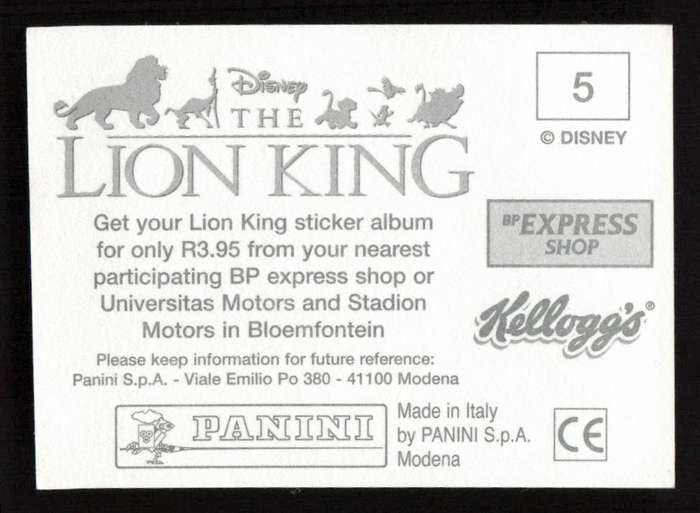 Disney
THE
LION KING
5
© DISNEY
Get your Lion King sticker album
for only R3.95 from your nearest
participating BP express shop or
Universitas Motors and Stadion
Motors in Bloemfontein
BP EXPRESS
SHOP
Kellogg's®
Please keep information for future reference:
Panini S.p.A. - Viale Emilio Po 380 - 41100 Modena
PANINI
Made in Italy
by PANINI S.p.A.
Modena
CE